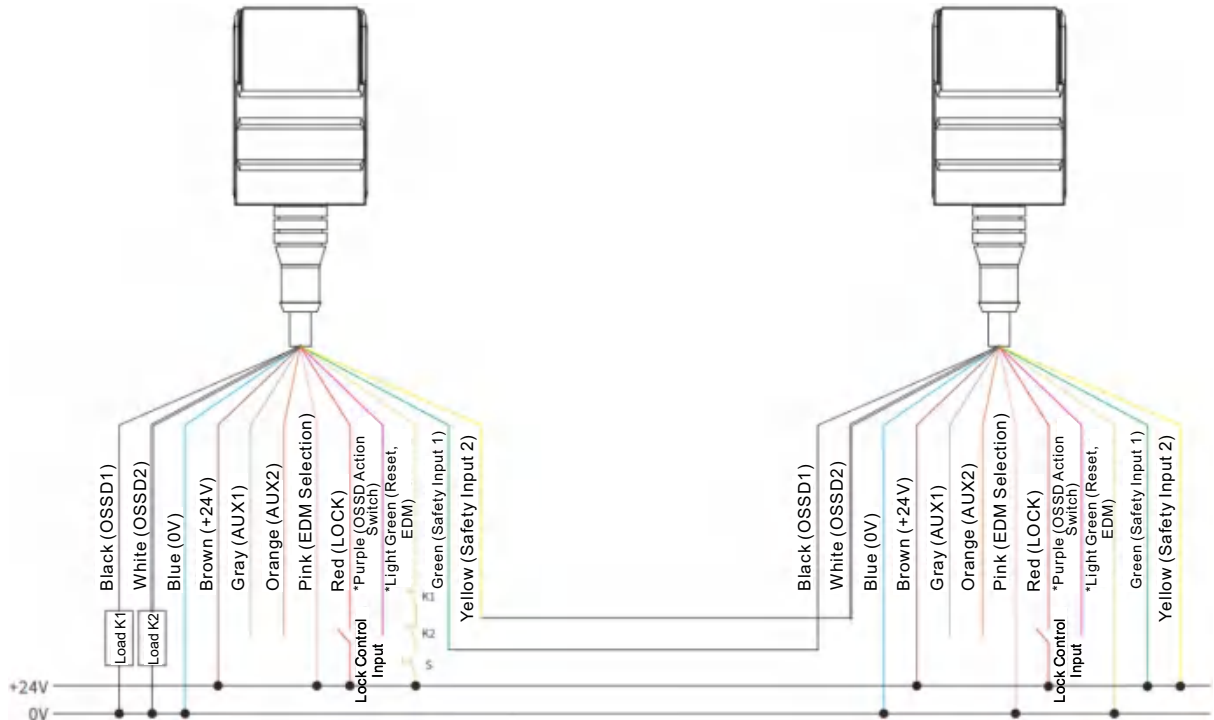 Black (OSSD1)
White (OSSD2)
Blue (0V)
Brown (+24V)
Gray (AUX1)
Orange (AUX2)
Pink (EDM Selection)
Red (LOCK)
*Purple (OSSD Action
Switch)
*Light Green (Reset,
EDM)
Green (Safety Input 1)
Yellow (Safety Input 2)
Load K1
Load K2
Lock Control
Input
K1
K2
S
Black (OSSD1)
White (OSSD2)
Blue (0V)
Brown (+24V)
Gray (AUX1)
Orange (AUX2)
Pink (EDM Selection)
Red (LOCK)
*Purple (OSSD Action
Switch)
*Light Green (Reset,
EDM)
Green (Safety Input 1)
Yellow (Safety Input 2)
Lock Control
Input
+24V
0V